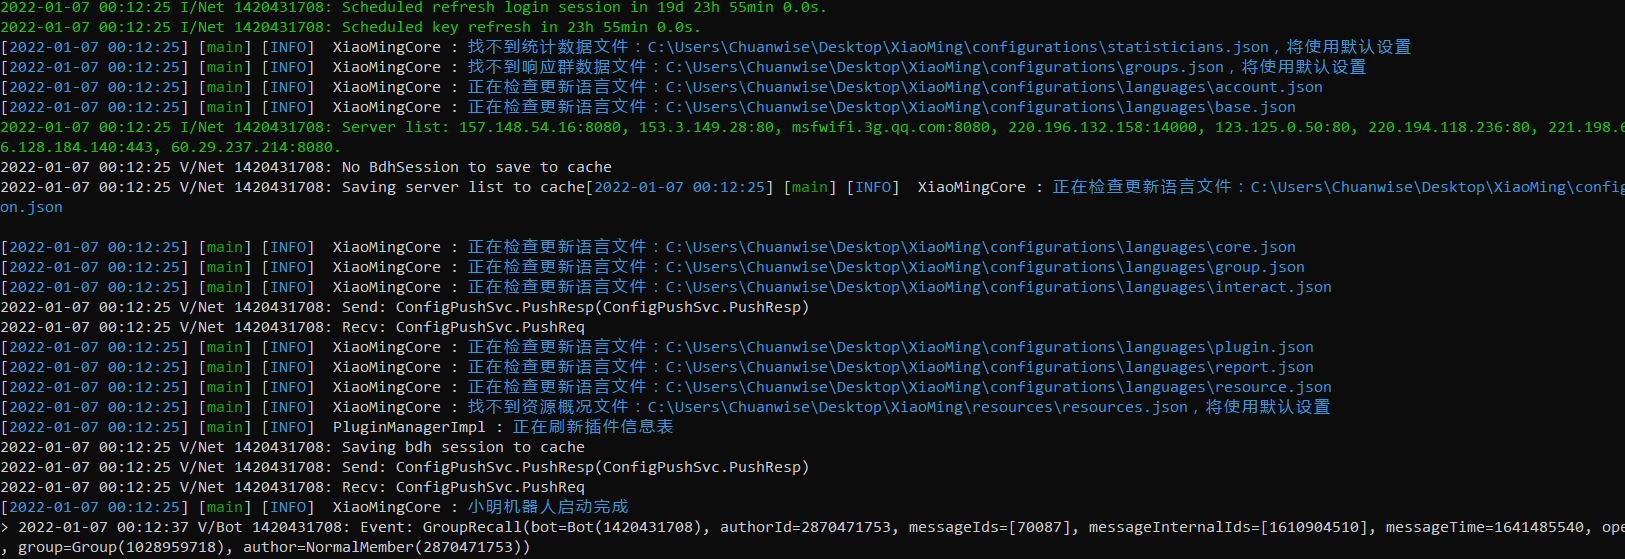 2022-01-07 00:12:25 I/Net 1420431708: Scheduled refresh login session in 19d 23h 55min 0.0s.
2022-01-07 00:12:25 I/Net 1420431708: Scheduled key refresh in 23h 55min 0.0s.
[2022-01-07 00:12:25] [main] [INFO]  XiaoMingCore : 找不到统计数据文件：C:\Users\Chuanwise\Desktop\XiaoMing\configurations\statisticians.json，将使用默认设置
[2022-01-07 00:12:25] [main] [INFO]  XiaoMingCore : 找不到响应群数据文件：C:\Users\Chuanwise\Desktop\XiaoMing\configurations\groups.json，将使用默认设置
[2022-01-07 00:12:25] [main] [INFO]  XiaoMingCore : 正在检查更新语言文件：C:\Users\Chuanwise\Desktop\XiaoMing\configurations\languages\account.json
[2022-01-07 00:12:25] [main] [INFO]  XiaoMingCore : 正在检查更新语言文件：C:\Users\Chuanwise\Desktop\XiaoMing\configurations\languages\base.json
2022-01-07 00:12:25 I/Net 1420431708: Server list: 157.148.54.16:8080, 153.3.149.28:80, msfwifi.3g.qq.com:8080, 220.196.132.158:14000, 123.125.0.50:80, 220.194.118.236:80, 221.198.6
6.128.184.140:443, 60.29.237.214:8080.
2022-01-07 00:12:25 V/Net 1420431708: No BdhSession to save to cache
2022-01-07 00:12:25 V/Net 1420431708: Saving server list to cache[2022-01-07 00:12:25] [main] [INFO]  XiaoMingCore : 正在检查更新语言文件：C:\Users\Chuanwise\Desktop\XiaoMing\config
on.json
[2022-01-07 00:12:25] [main] [INFO]  XiaoMingCore : 正在检查更新语言文件：C:\Users\Chuanwise\Desktop\XiaoMing\configurations\languages\core.json
[2022-01-07 00:12:25] [main] [INFO]  XiaoMingCore : 正在检查更新语言文件：C:\Users\Chuanwise\Desktop\XiaoMing\configurations\languages\group.json
[2022-01-07 00:12:25] [main] [INFO]  XiaoMingCore : 正在检查更新语言文件：C:\Users\Chuanwise\Desktop\XiaoMing\configurations\languages\interact.json
2022-01-07 00:12:25 V/Net 1420431708: Send: ConfigPushSvc.PushResp(ConfigPushSvc.PushResp)
2022-01-07 00:12:25 V/Net 1420431708: Recv: ConfigPushSvc.PushReq
[2022-01-07 00:12:25] [main] [INFO]  XiaoMingCore : 正在检查更新语言文件：C:\Users\Chuanwise\Desktop\XiaoMing\configurations\languages\plugin.json
[2022-01-07 00:12:25] [main] [INFO]  XiaoMingCore : 正在检查更新语言文件：C:\Users\Chuanwise\Desktop\XiaoMing\configurations\languages\report.json
[2022-01-07 00:12:25] [main] [INFO]  XiaoMingCore : 正在检查更新语言文件：C:\Users\Chuanwise\Desktop\XiaoMing\configurations\languages\resource.json
[2022-01-07 00:12:25] [main] [INFO]  XiaoMingCore : 找不到资源概况文件：C:\Users\Chuanwise\Desktop\XiaoMing\resources\resources.json，将使用默认设置
[2022-01-07 00:12:25] [main] [INFO]  PluginManagerImpl : 正在刷新插件信息表
2022-01-07 00:12:25 V/Net 1420431708: Saving bdh session to cache
2022-01-07 00:12:25 V/Net 1420431708: Send: ConfigPushSvc.PushResp(ConfigPushSvc.PushResp)
2022-01-07 00:12:25 V/Net 1420431708: Recv: ConfigPushSvc.PushReq
[2022-01-07 00:12:25] [main] [INFO]  XiaoMingCore : 小明机器人启动完成
> 2022-01-07 00:12:37 V/Bot 1420431708: Event: GroupRecall(bot=Bot(1420431708), authorId=2870471753, messageIds=[70087], messageInternalIds=[1610904510], messageTime=1641485540, ope
, group=Group(1028959718), author=NormalMember(2870471753))